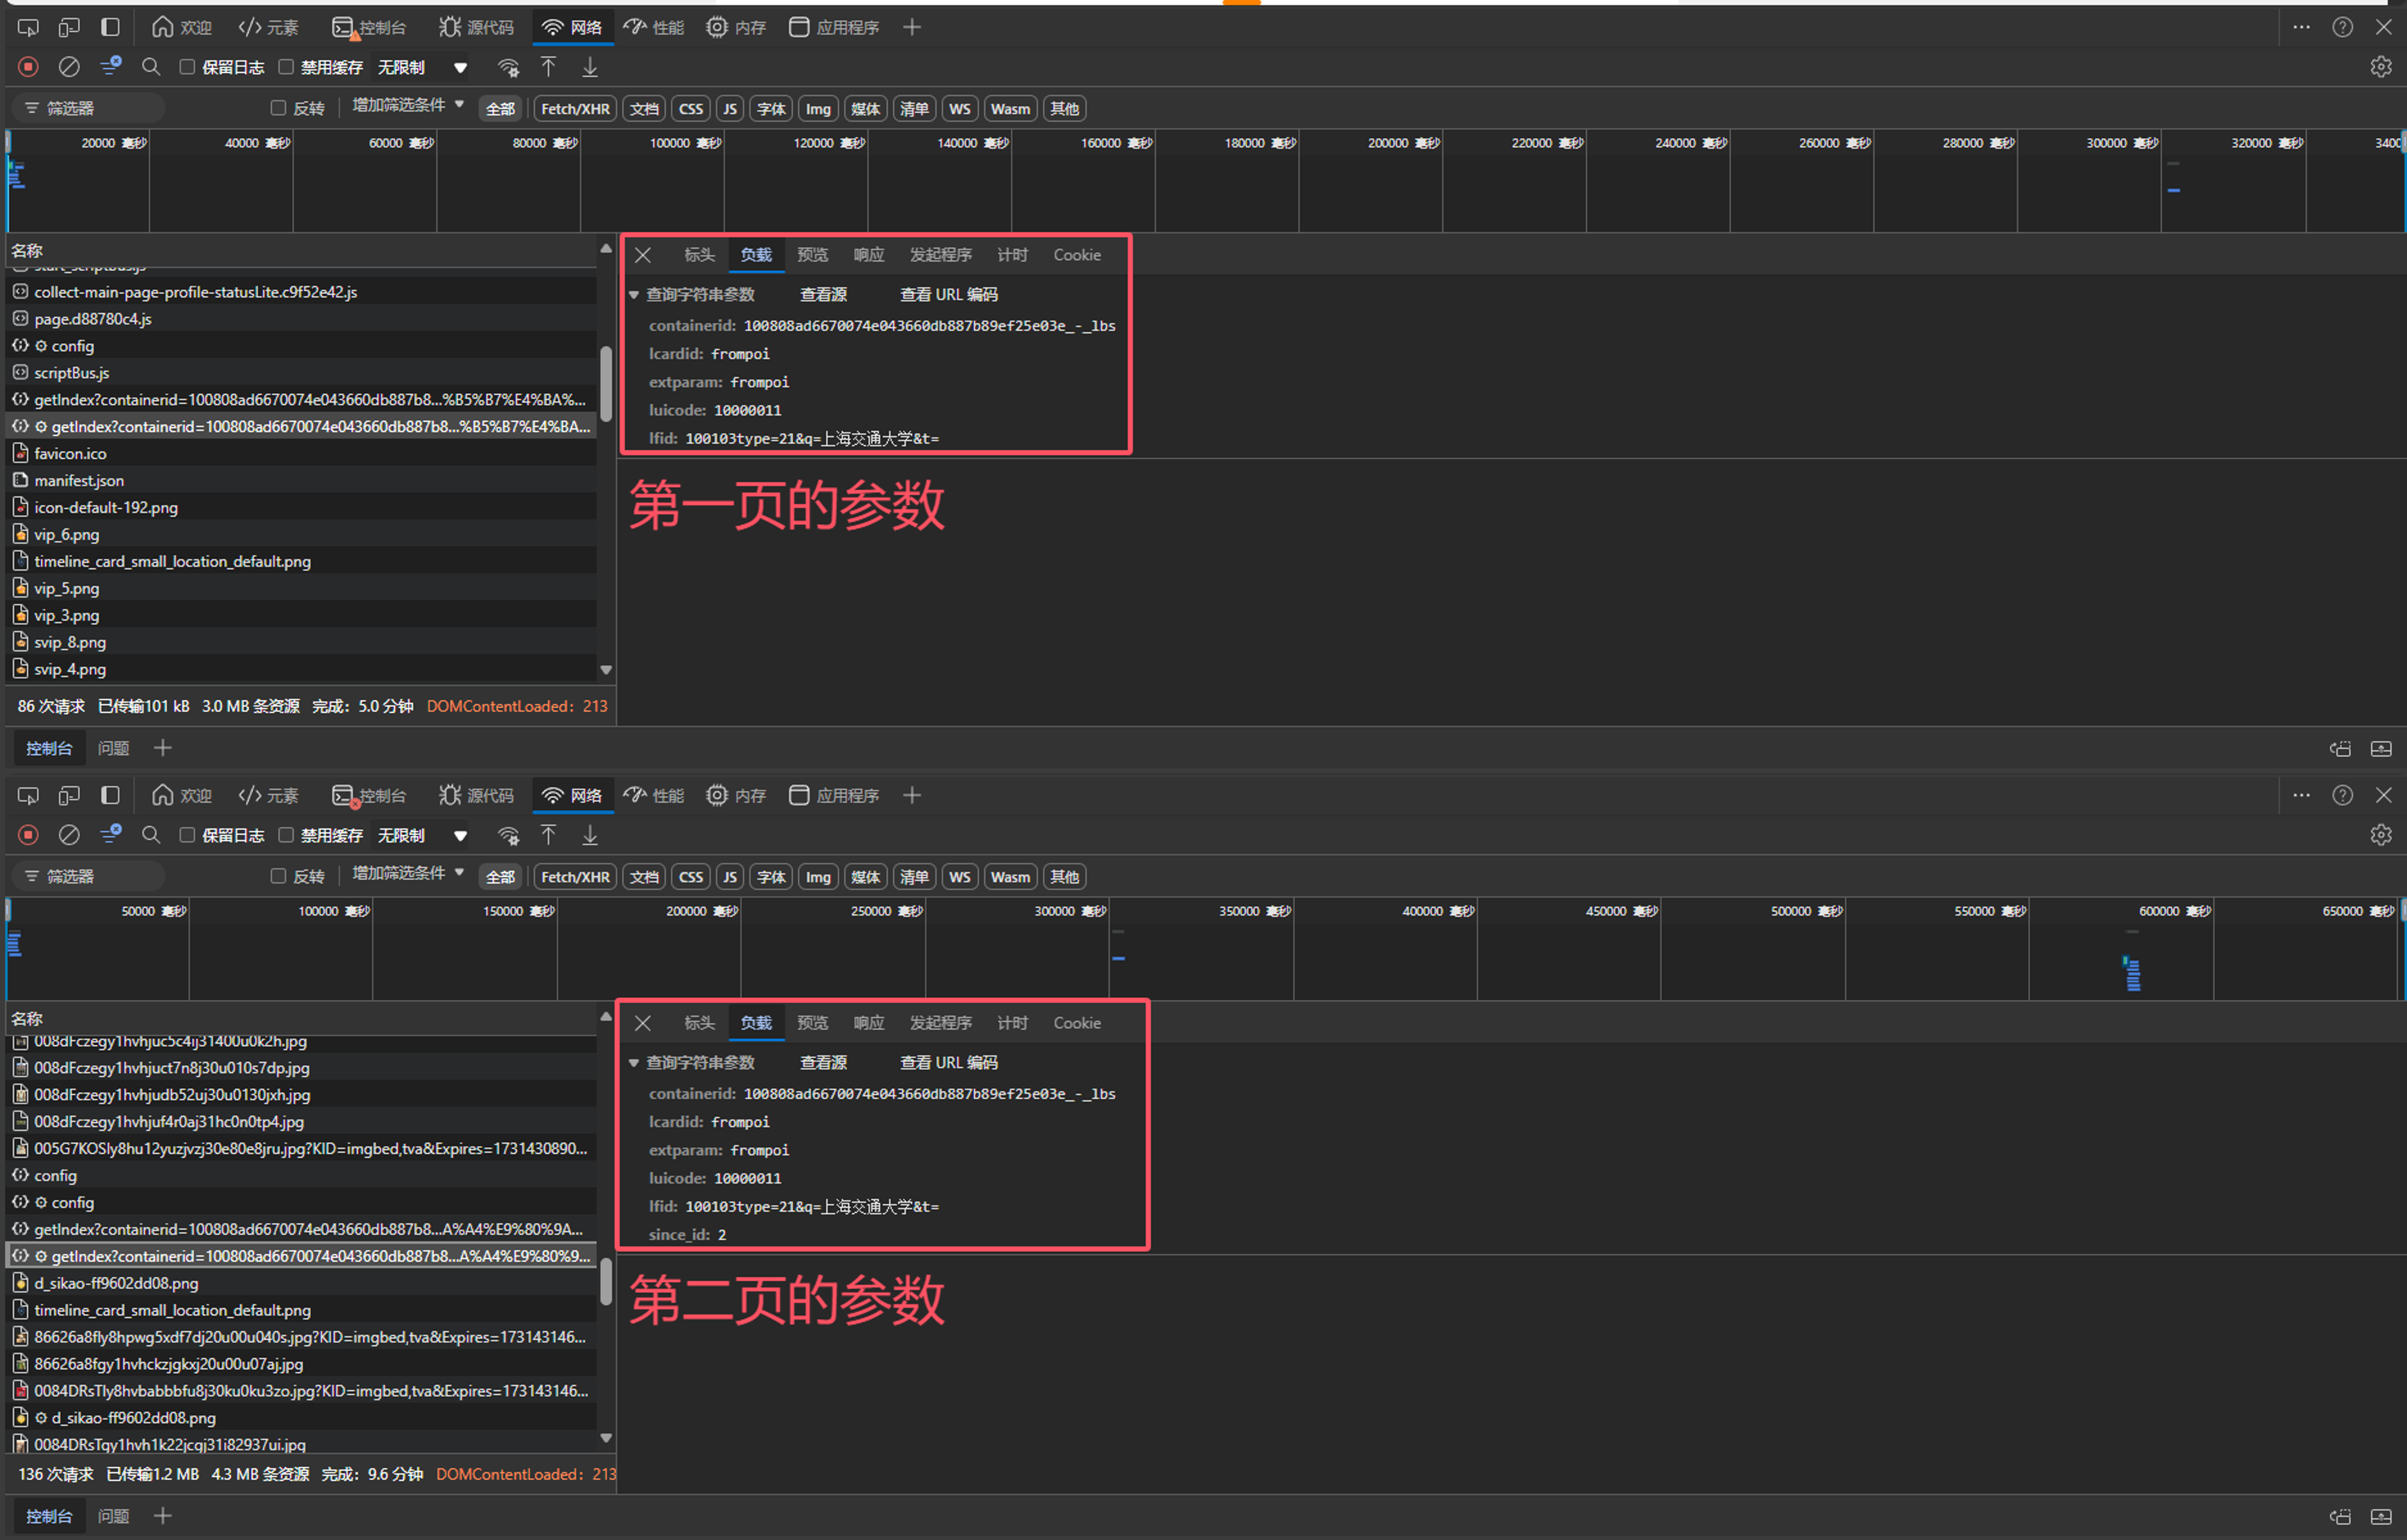 欢迎 元素 控制台 源代码 网络 性能 内存 应用程序
保留日志 禁用缓存 无限制
筛选器 反转 增加筛选条件 全部 Fetch/XHR 文档 CSS JS 字体 Img 媒体 清单 WS Wasm 其他
20000 毫秒 40000 毫秒 60000 毫秒 80000 毫秒 100000 毫秒 120000 毫秒 140000 毫秒 160000 毫秒 180000 毫秒 200000 毫秒 220000 毫秒 240000 毫秒 260000 毫秒 280000 毫秒 300000 毫秒 320000 毫秒 3400
名称
start_scriptBus.js
collect-main-page-profile-statusLite.c9f52e42.js
page.d88780c4.js
config
scriptBus.js
getIndex?containerid=100808ad6670074e043660db887b8...%B5%B7%E4%BA%...
getIndex?containerid=100808ad6670074e043660db887b8...%B5%B7%E4%BA...
favicon.ico
manifest.json
icon-default-192.png
vip_6.png
timeline_card_small_location_default.png
vip_5.png
vip_3.png
svip_8.png
svip_4.png
86 次请求 已传输101 kB 3.0 MB 条资源 完成: 5.0 分钟 DOMContentLoaded: 213
标头 负载 预览 响应 发起程序 计时 Cookie
查询字符串参数 查看源 查看 URL 编码
containerid: 100808ad6670074e043660db887b89ef25e03e_-_lbs
lcardid: frompoi
extparam: frompoi
luicode: 10000011
lfid: 100103type=21&q=上海交通大学&t=
第一页的参数
控制台 问题
欢迎 元素 控制台 源代码 网络 性能 内存 应用程序
保留日志 禁用缓存 无限制
筛选器 反转 增加筛选条件 全部 Fetch/XHR 文档 CSS JS 字体 Img 媒体 清单 WS Wasm 其他
50000 毫秒 100000 毫秒 150000 毫秒 200000 毫秒 250000 毫秒 300000 毫秒 350000 毫秒 400000 毫秒 450000 毫秒 500000 毫秒 550000 毫秒 600000 毫秒 650000 毫秒
名称
008dFczegy1hvhjuc5c4ij31400u0k2h.jpg
008dFczegy1hvhjuct7n8j30u010s7dp.jpg
008dFczegy1hvhjudb52uj30u0130jxh.jpg
008dFczegy1hvhjuf4r0aj31hc0n0tp4.jpg
005G7KOSly8hu12yuzjvzj30e80e8jru.jpg?KID=imgbed,tva&Expires=1731430890...
config
config
getIndex?containerid=100808ad6670074e043660db887b8...A%A4%E9%80%9A...
getIndex?containerid=100808ad6670074e043660db887b8...A%A4%E9%80%9...
d_sikao-ff9602dd08.png
timeline_card_small_location_default.png
86626a8fly8hpwg5xdf7dj20u00u040s.jpg?KID=imgbed,tva&Expires=173143146...
86626a8fgy1hvhckzjgkxj20u00u07aj.jpg
0084DRsTly8hvbabbbfu8j30ku0ku3zo.jpg?KID=imgbed,tva&Expires=173143146...
d_sikao-ff9602dd08.png
0084DRsTgy1hvh1k22jcqj31i82937ui.jpg
136 次请求 已传输1.2 MB 4.3 MB 条资源 完成: 9.6 分钟 DOMContentLoaded: 213
标头 负载 预览 响应 发起程序 计时 Cookie
查询字符串参数 查看源 查看 URL 编码
containerid: 100808ad6670074e043660db887b89ef25e03e_-_lbs
lcardid: frompoi
extparam: frompoi
luicode: 10000011
lfid: 100103type=21&q=上海交通大学&t=
since_id: 2
第二页的参数
控制台 问题